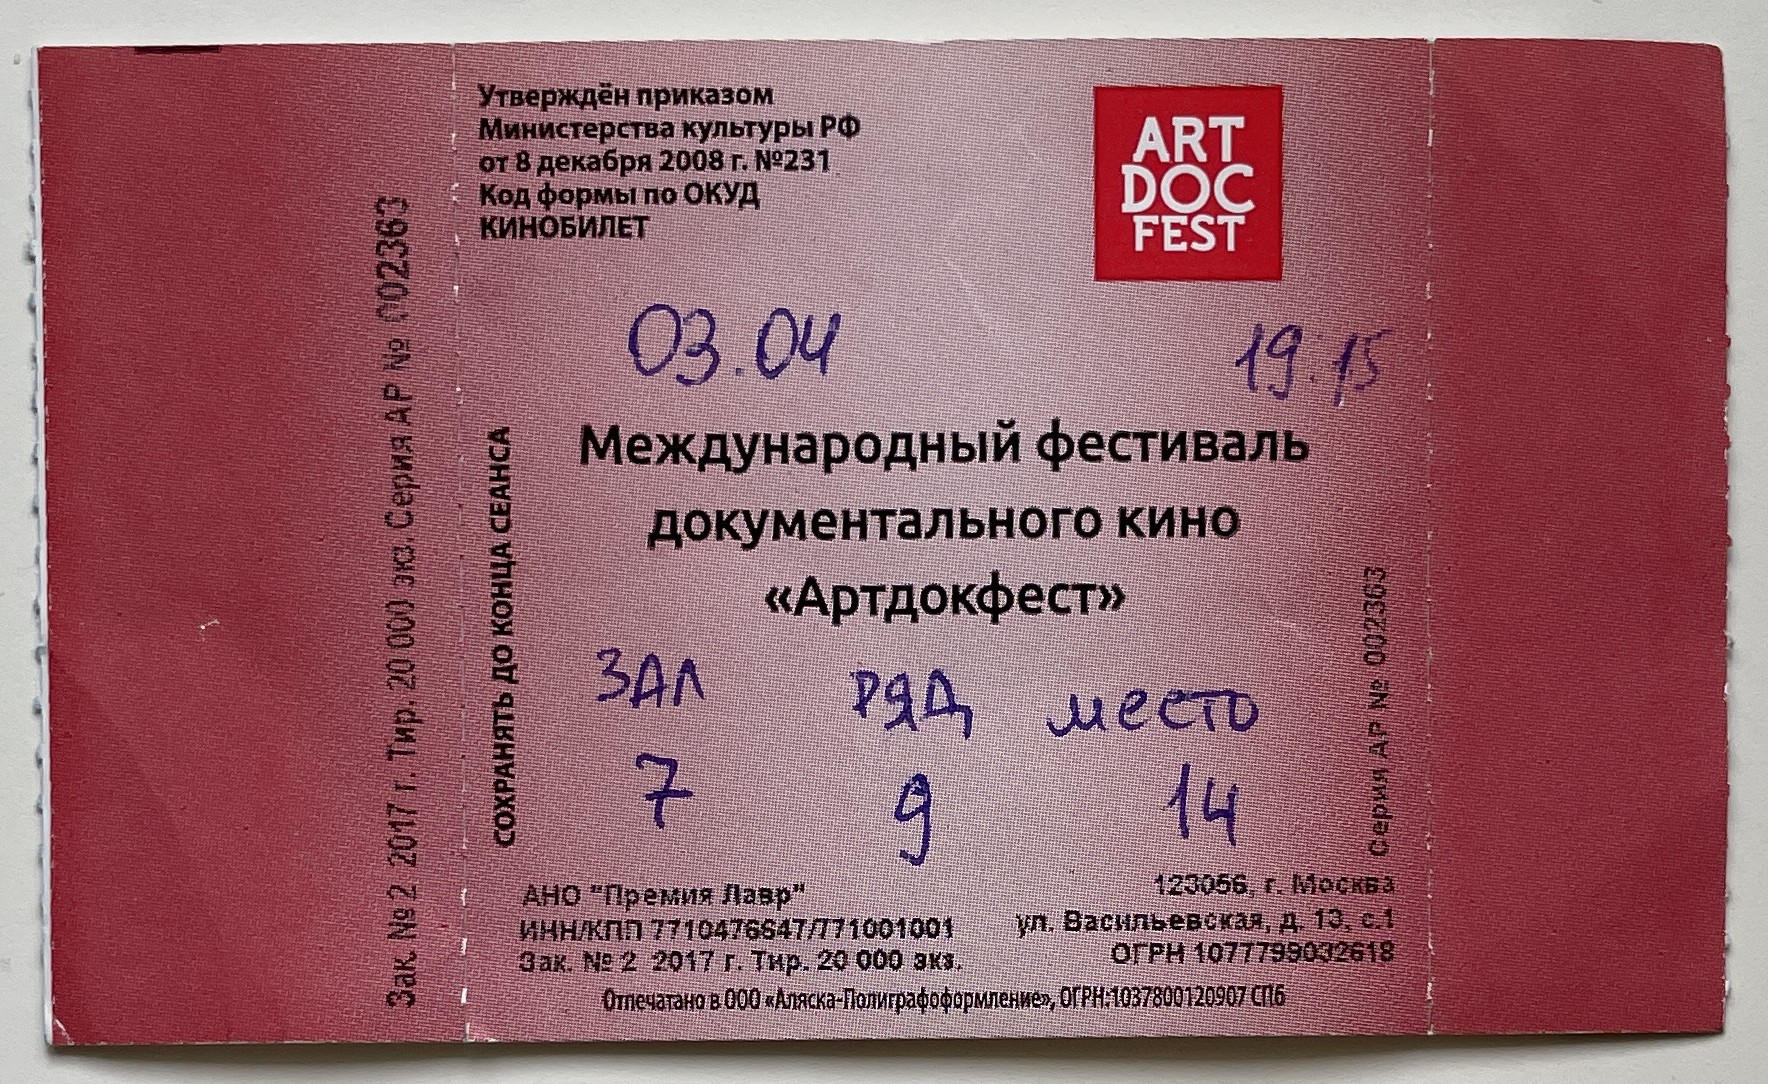 Утверждён приказом
Министерства культуры РФ
от 8 декабря 2008 г. №231
Код формы по ОКУД
КИНОБИЛЕТ
ART
DOC
FEST
03.04
19:15
Международный фестиваль
документального кино
«Артдокфест»
ЗАЛ РЯД место
7 9 14
СОХРАНЯТЬ ДО КОНЦА СЕАНСА
Зак. № 2 2017 г. Тир. 20 000 экз. Серия АР № 002363
Серия АР № 002363
АНО "Премия Лавр"
ИНН/КПП 7710476647/771001001
Зак. № 2 2017 г. Тир. 20 000 экз.
123056, г. Москва
ул. Васильевская, д. 13, с.1
ОГРН 1077799032618
Отпечатано в ООО «Аляска-Полиграфоформление», ОГРН:1037800120907 СПб